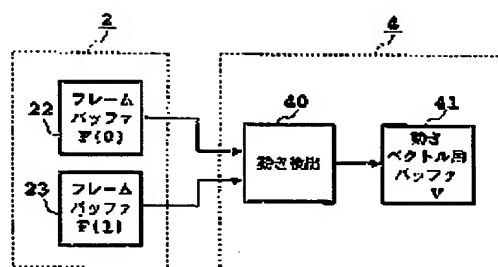 2
4
22
フレーム
バッファ
F(0)
23
フレーム
バッファ
F(1)
40
動き検出
41
動き
ベクトル用
バッファ
V